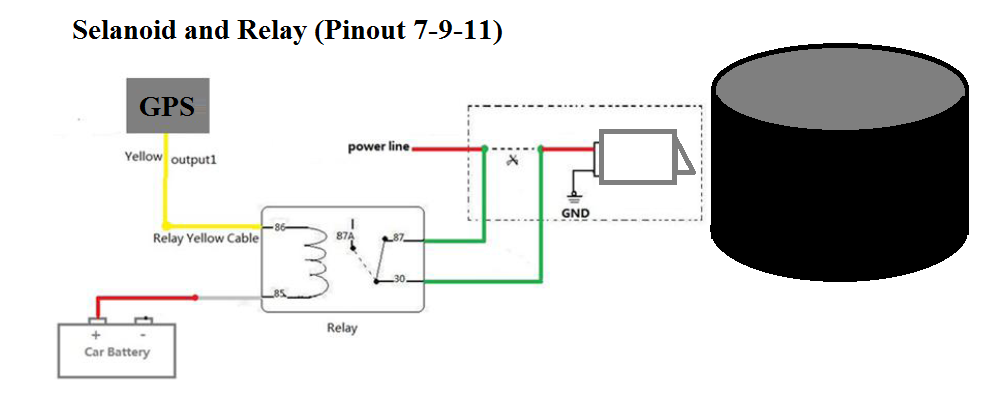 Selanoid and Relay (Pinout 7-9-11)
GPS
Yellow output1
power line
GND
Relay Yellow Cable
86
87A
87
30
85
Relay
+ -
Car Battery